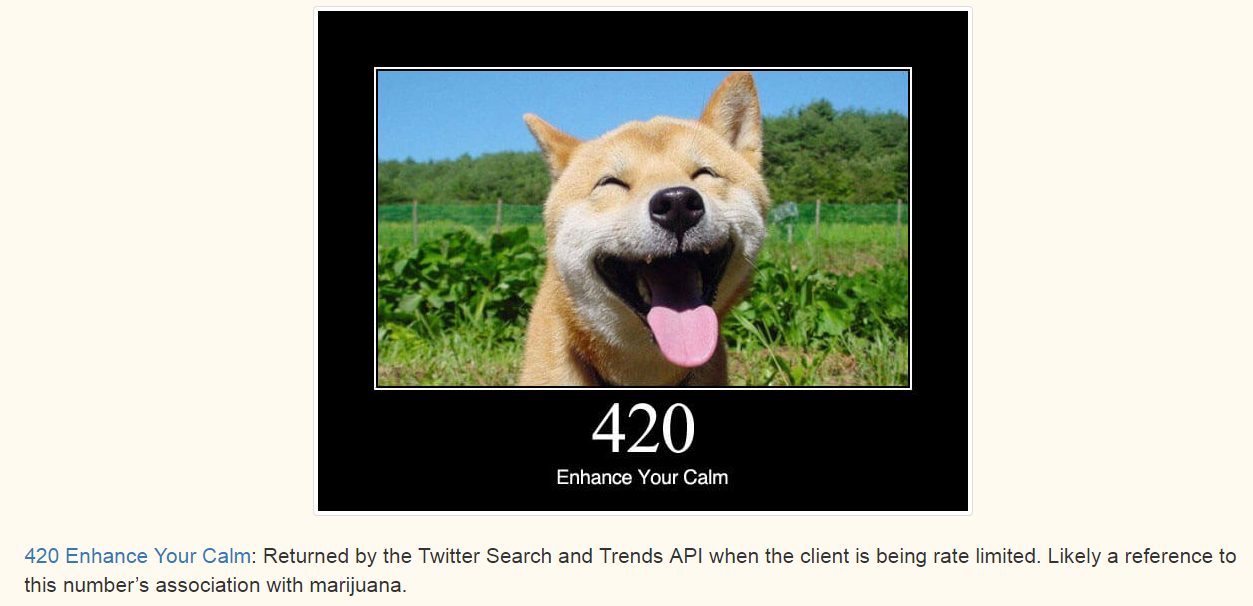 420
Enhance Your Calm
420 Enhance Your Calm: Returned by the Twitter Search and Trends API when the client is being rate limited. Likely a reference to
this number’s association with marijuana.